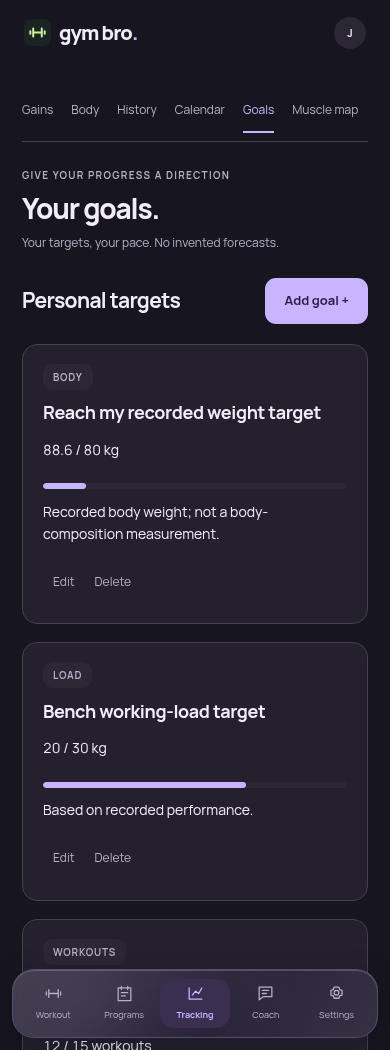 gym bro.
J
Gains Body History Calendar Goals Muscle map
GIVE YOUR PROGRESS A DIRECTION
Your goals.
Your targets, your pace. No invented forecasts.
Personal targets
Add goal +
BODY
Reach my recorded weight target
88.6 / 80 kg
Recorded body weight; not a body-
composition measurement.
Edit Delete
LOAD
Bench working-load target
20 / 30 kg
Based on recorded performance.
Edit Delete
WORKOUTS
Workout Programs Tracking Coach Settings
12 / 15 workouts